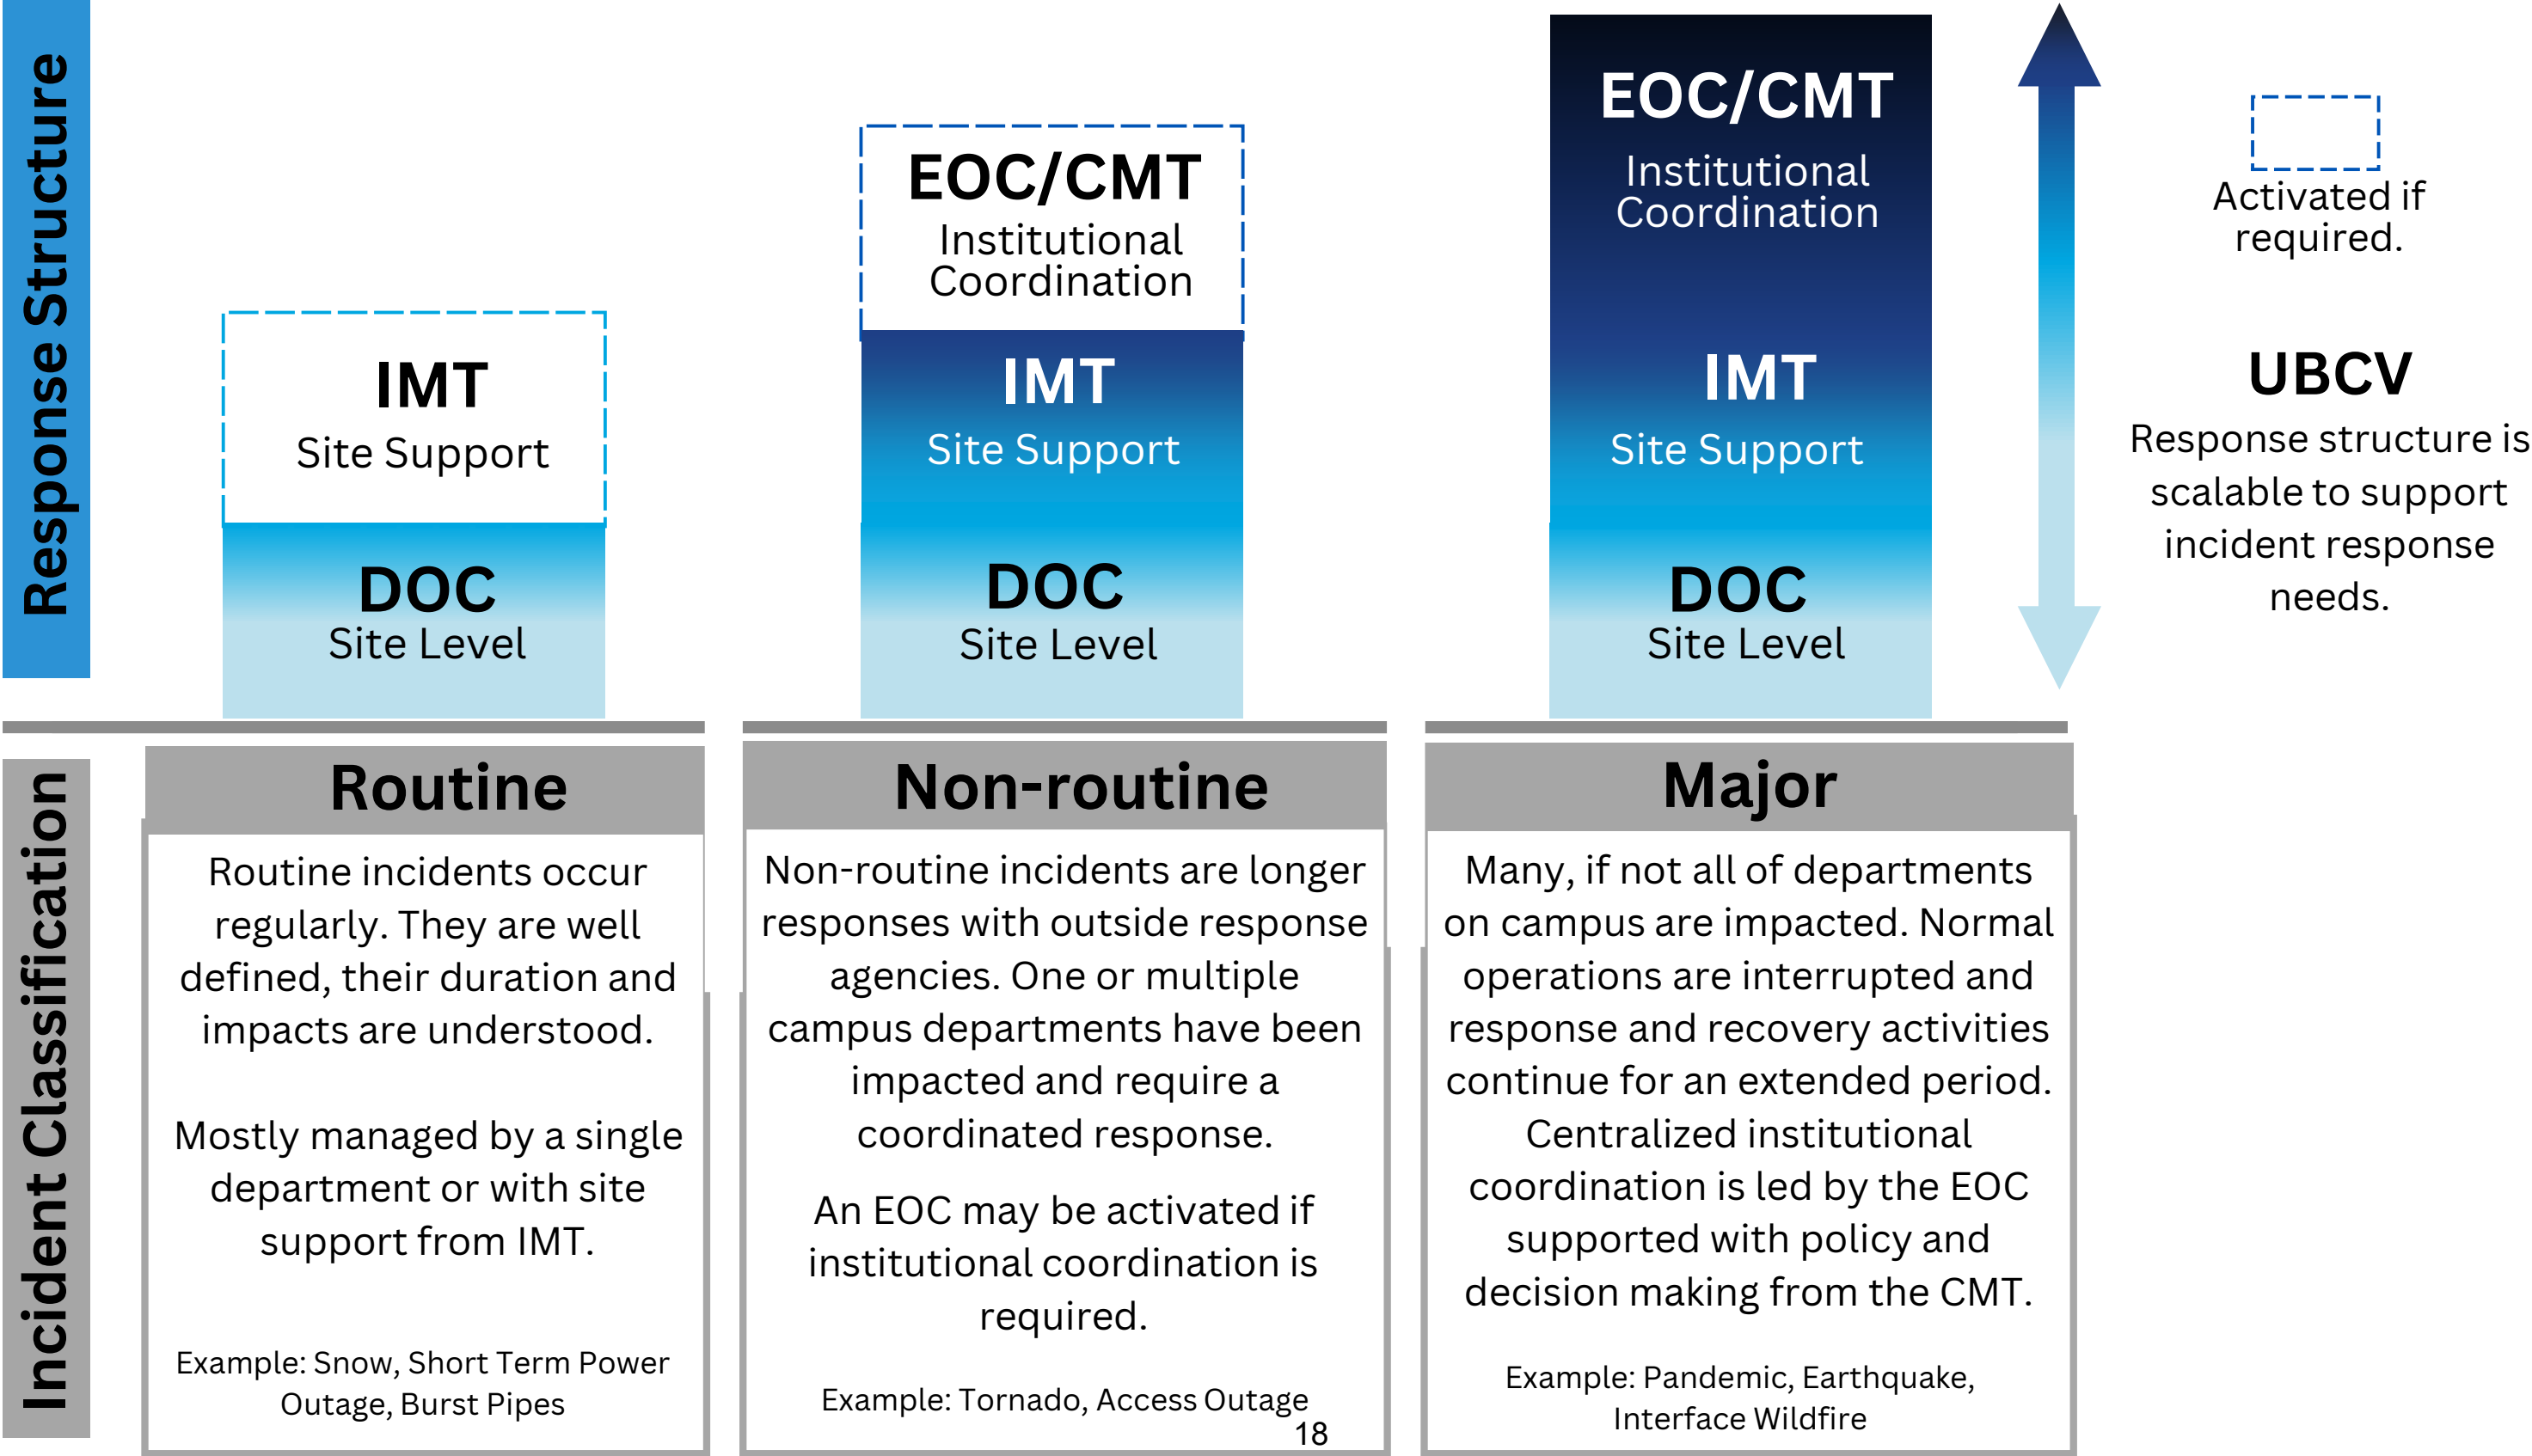 Response Structure
IMT
Site Support
DOC
Site Level
EOC/CMT
Institutional
Coordination
IMT
Site Support
DOC
Site Level
EOC/CMT
Institutional
Coordination
IMT
Site Support
DOC
Site Level
Activated if
required.
UBCV
Response structure is
scalable to support
incident response
needs.
Incident Classification
Routine
Routine incidents occur
regularly. They are well
defined, their duration and
impacts are understood.
Mostly managed by a single
department or with site
support from IMT.
Example: Snow, Short Term Power
Outage, Burst Pipes
Non-routine
Non-routine incidents are longer
responses with outside response
agencies. One or multiple
campus departments have been
impacted and require a
coordinated response.
An EOC may be activated if
institutional coordination is
required.
Example: Tornado, Access Outage
18
Major
Many, if not all of departments
on campus are impacted. Normal
operations are interrupted and
response and recovery activities
continue for an extended period.
Centralized institutional
coordination is led by the EOC
supported with policy and
decision making from the CMT.
Example: Pandemic, Earthquake,
Interface Wildfire